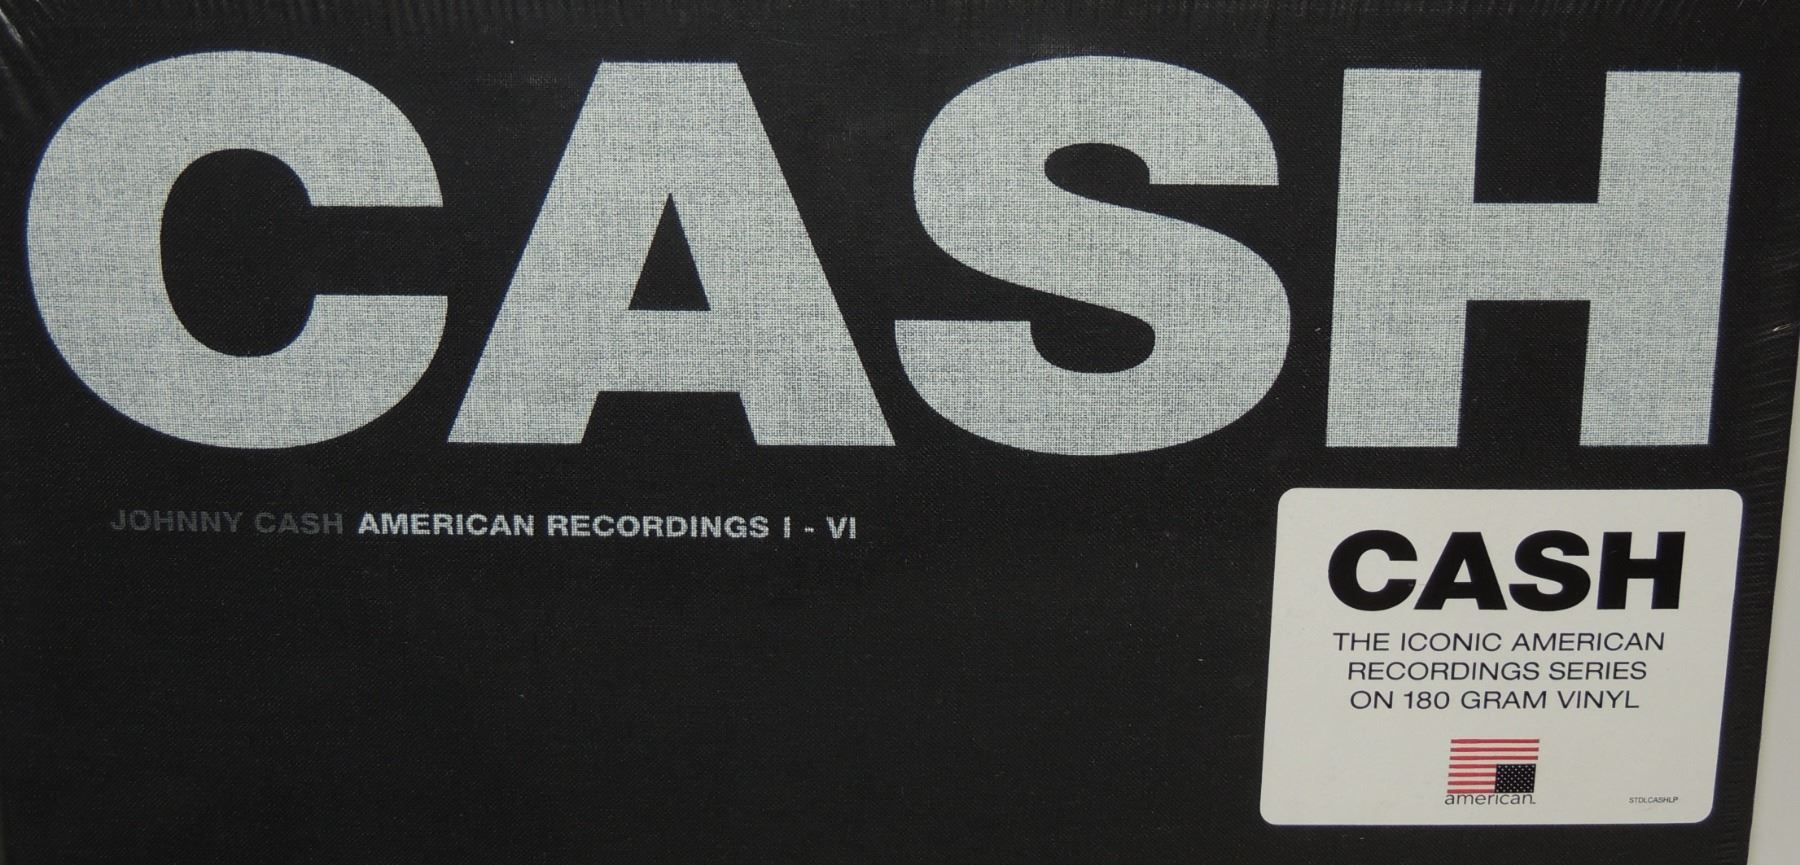 CASH
JOHNNY CASH AMERICAN RECORDINGS I - VI
CASH
THE ICONIC AMERICAN
RECORDINGS SERIES
ON 180 GRAM VINYL
american
STDLCASHLP